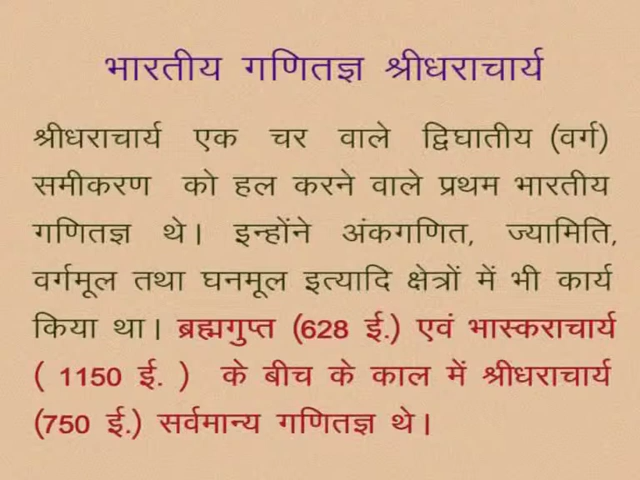 भारतीय गणितज्ञ श्रीधराचार्य
श्रीधराचार्य एक चर वाले द्विघातीय (वर्ग)
समीकरण को हल करने वाले प्रथम भारतीय
गणितज्ञ थे। इन्होंने अंकगणित, ज्यामिति,
वर्गमूल तथा घनमूल इत्यादि क्षेत्रों में भी कार्य
किया था। ब्रह्मगुप्त (628 ई.) एवं भास्कराचार्य
( 1150 ई. ) के बीच के काल में श्रीधराचार्य
(750 ई.) सर्वमान्य गणितज्ञ थे।